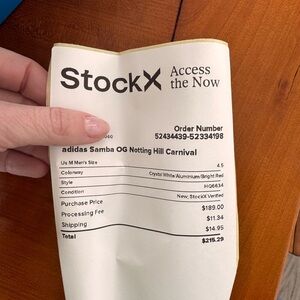 StockX Access
the Now
Order Number
52434439-52334198
adidas Samba OG Notting Hill Carnival
Us M Men's Size 4.5
Colorway Crystal White/Aluminium/Bright Red
Style HQ6634
Condition New, StockX Verified
Purchase Price $189.00
Processing Fee $11.34
Shipping $14.95
Total $215.29